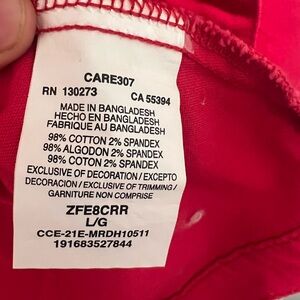 CARE307
RN 130273 CA 55394
MADE IN BANGLADESH
HECHO EN BANGLADESH
FABRIQUE AU BANGLADESH
98% COTTON 2% SPANDEX
98% ALGODON 2% SPANDEX
98% COTON 2% SPANDEX
EXCLUSIVE OF DECORATION / EXCEPTO
DECORACION / EXCLUSIVE OF TRIMMING /
GARNITURE NON COMPRISE
ZFE8CRR
L/G
CCE-21E-MRDH10511
191683527844